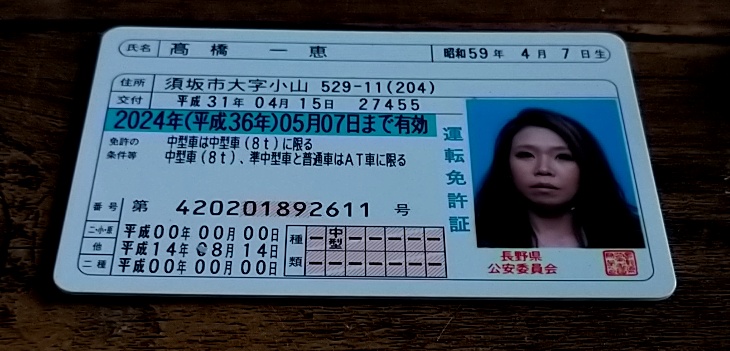 氏名 髙橋 一恵 昭和59年 4月 7日生
住所 須坂市大字小山 529-11(204)
交付 平成31年04月15日 27455
2024年(平成36年)05月07日まで有効
免許の条件等 中型車は中型車(8t)に限る
中型車(8t)、準中型車と普通車はAT車に限る
運転免許証
番号 第 420201892611 号
二・小・原 平成00年00月00日
他 平成14年08月14日
二種 平成00年00月00日
種類 中型
長野県
公安委員会